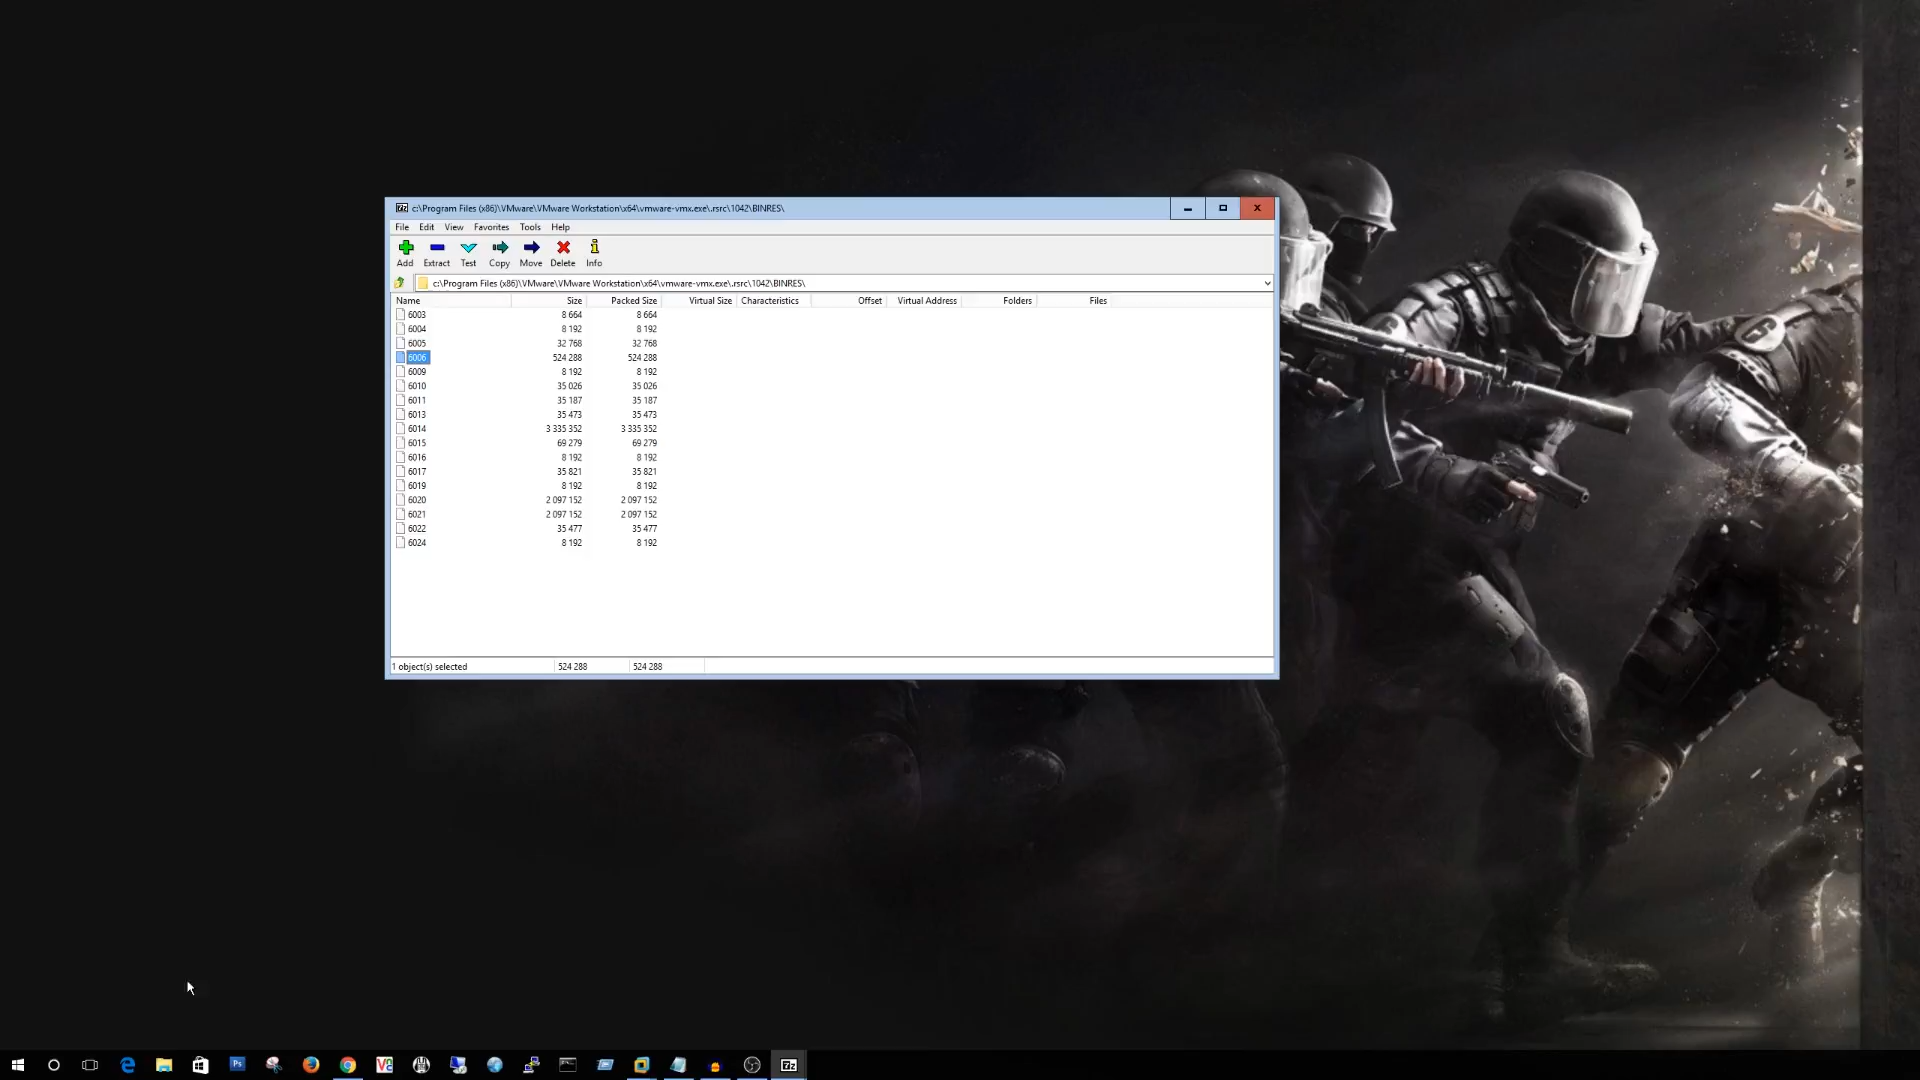 7z c:\Program Files (x86)\VMware\VMware Workstation\x64\vmware-vmx.exe\.rsrc\1042\BINRES\
File Edit View Favorites Tools Help
Add Extract Test Copy Move Delete Info
c:\Program Files (x86)\VMware\VMware Workstation\x64\vmware-vmx.exe\.rsrc\1042\BINRES\
Name Size Packed Size Virtual Size Characteristics Offset Virtual Address Folders Files
6003 8 664 8 664
6004 8 192 8 192
6005 32 768 32 768
6006 524 288 524 288
6009 8 192 8 192
6010 35 026 35 026
6011 35 187 35 187
6013 35 473 35 473
6014 3 335 352 3 335 352
6015 69 279 69 279
6016 8 192 8 192
6017 35 821 35 821
6019 8 192 8 192
6020 2 097 152 2 097 152
6021 2 097 152 2 097 152
6022 35 477 35 477
6024 8 192 8 192
1 object(s) selected 524 288 524 288
Ps 7z